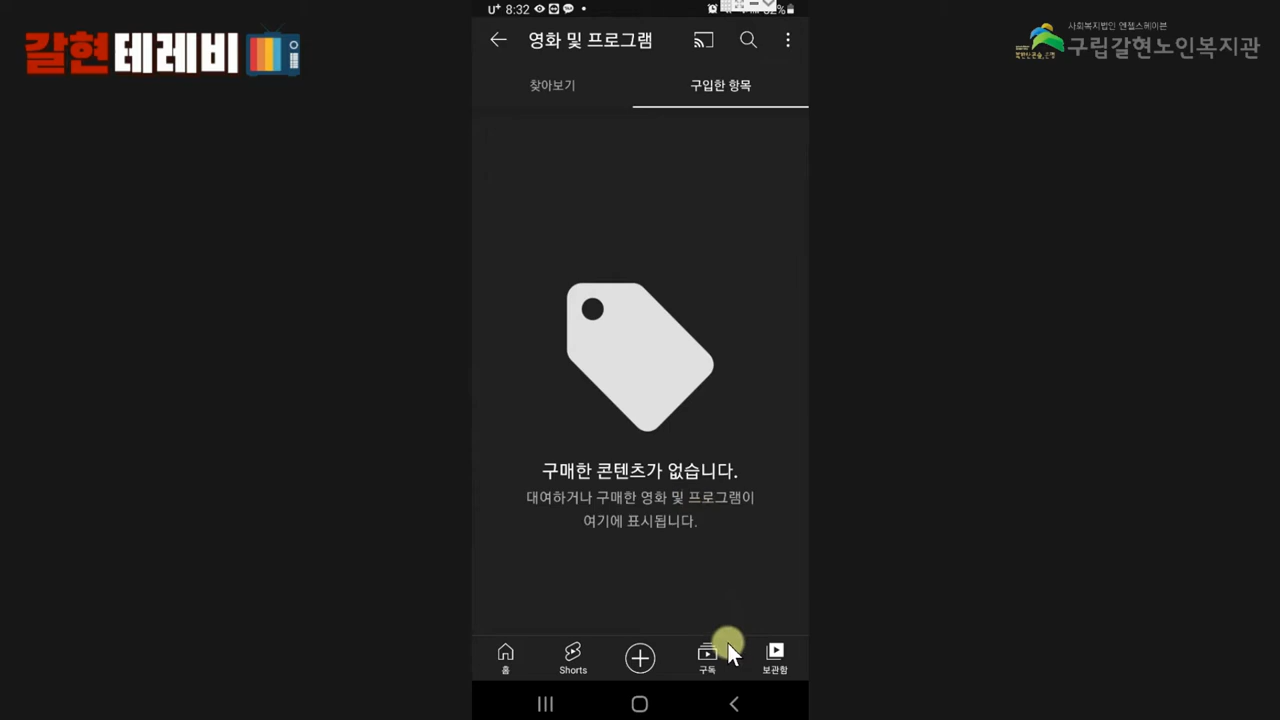 갈현테레비
사회복지법인 엔젤스헤이븐
구립갈현노인복지관
U+ 8:32
영화 및 프로그램
찾아보기
구입한 항목
구매한 콘텐츠가 없습니다.
대여하거나 구매한 영화 및 프로그램이
여기에 표시됩니다.
홈
Shorts
구독
보관함